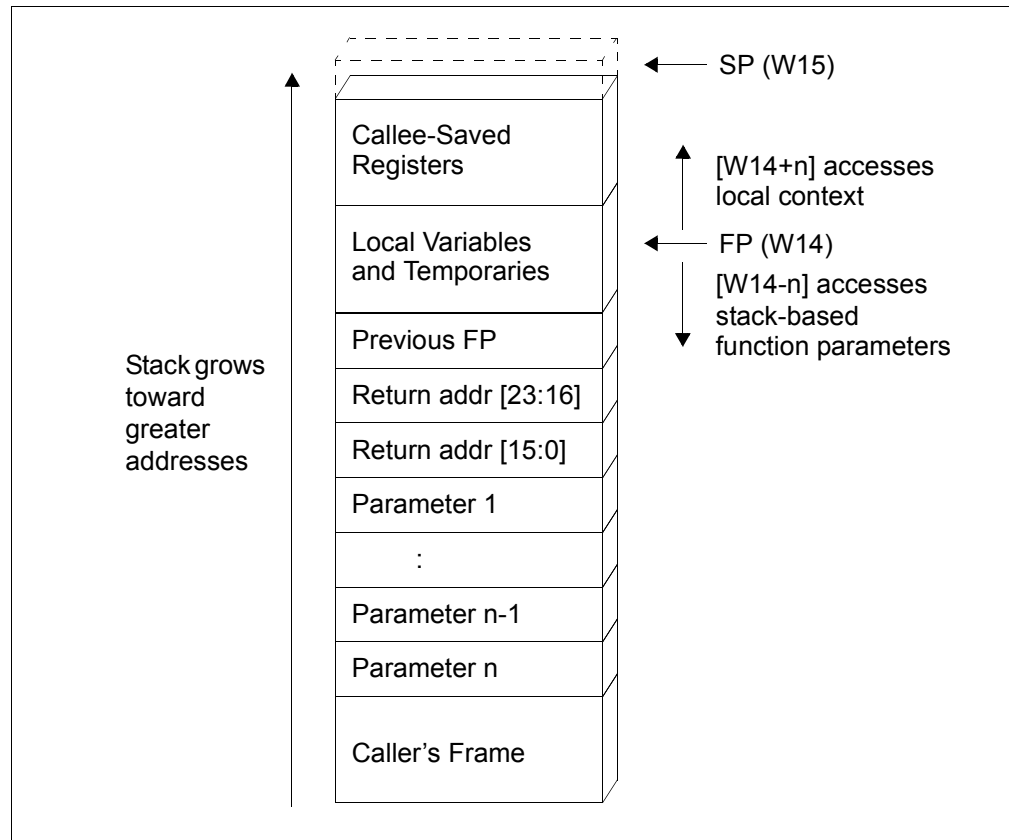 SP (W15)
Callee-Saved
Registers
[W14+n] accesses
local context
Local Variables
and Temporaries
FP (W14)
[W14-n] accesses
stack-based
function parameters
Previous FP
Stack grows
toward
greater
addresses
Return addr [23:16]
Return addr [15:0]
Parameter 1
:
Parameter n-1
Parameter n
Caller’s Frame